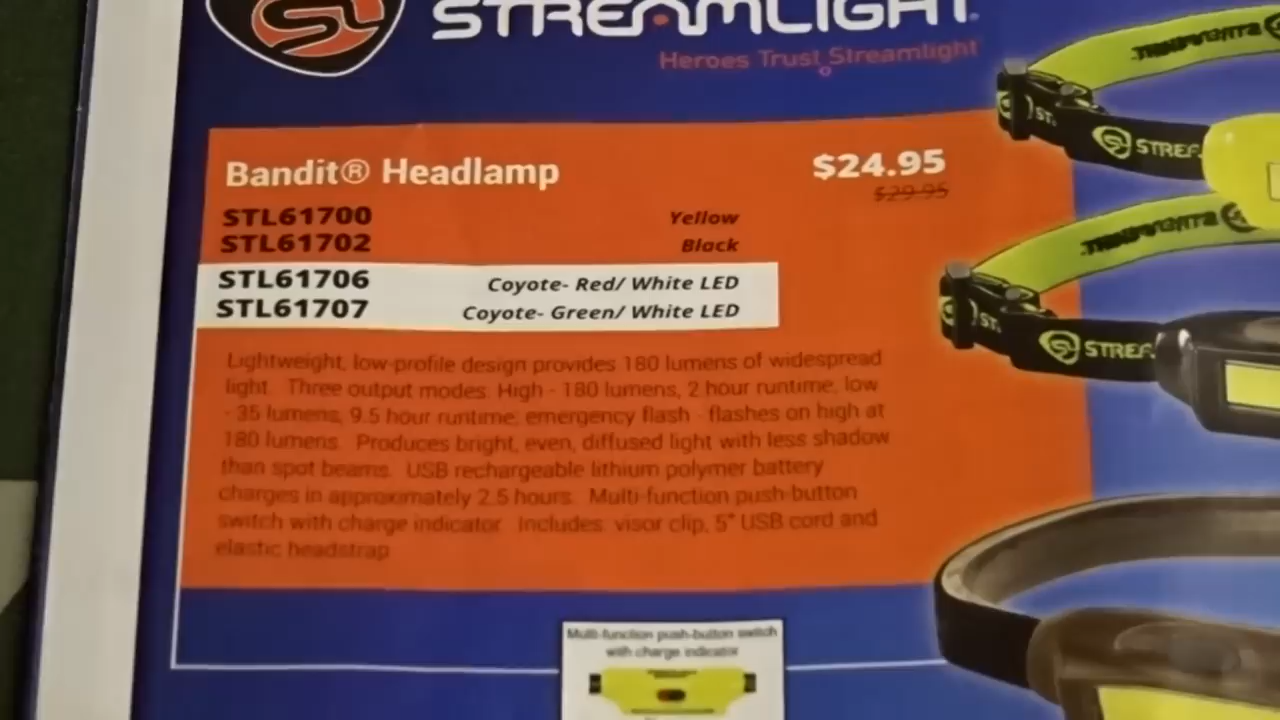 STREAMLIGHT
Heroes Trust Streamlight
Bandit® Headlamp
$24.95
$29.95
STL61700 Yellow
STL61702 Black
STL61706 Coyote- Red/ White LED
STL61707 Coyote- Green/ White LED
Lightweight, low-profile design provides 180 lumens of widespread
light. Three output modes: High - 180 lumens, 2 hour runtime; low
- 35 lumens, 9.5 hour runtime; emergency flash - flashes on high at
180 lumens. Produces bright, even, diffused light with less shadow
than spot beams. USB rechargeable lithium polymer battery
charges in approximately 2.5 hours. Multi-function push-button
switch with charge indicator. Includes: visor clip, 5" USB cord and
elastic headstrap
Multi-function push-button switch
with charge indicator
ST
STREA
ST
STREA